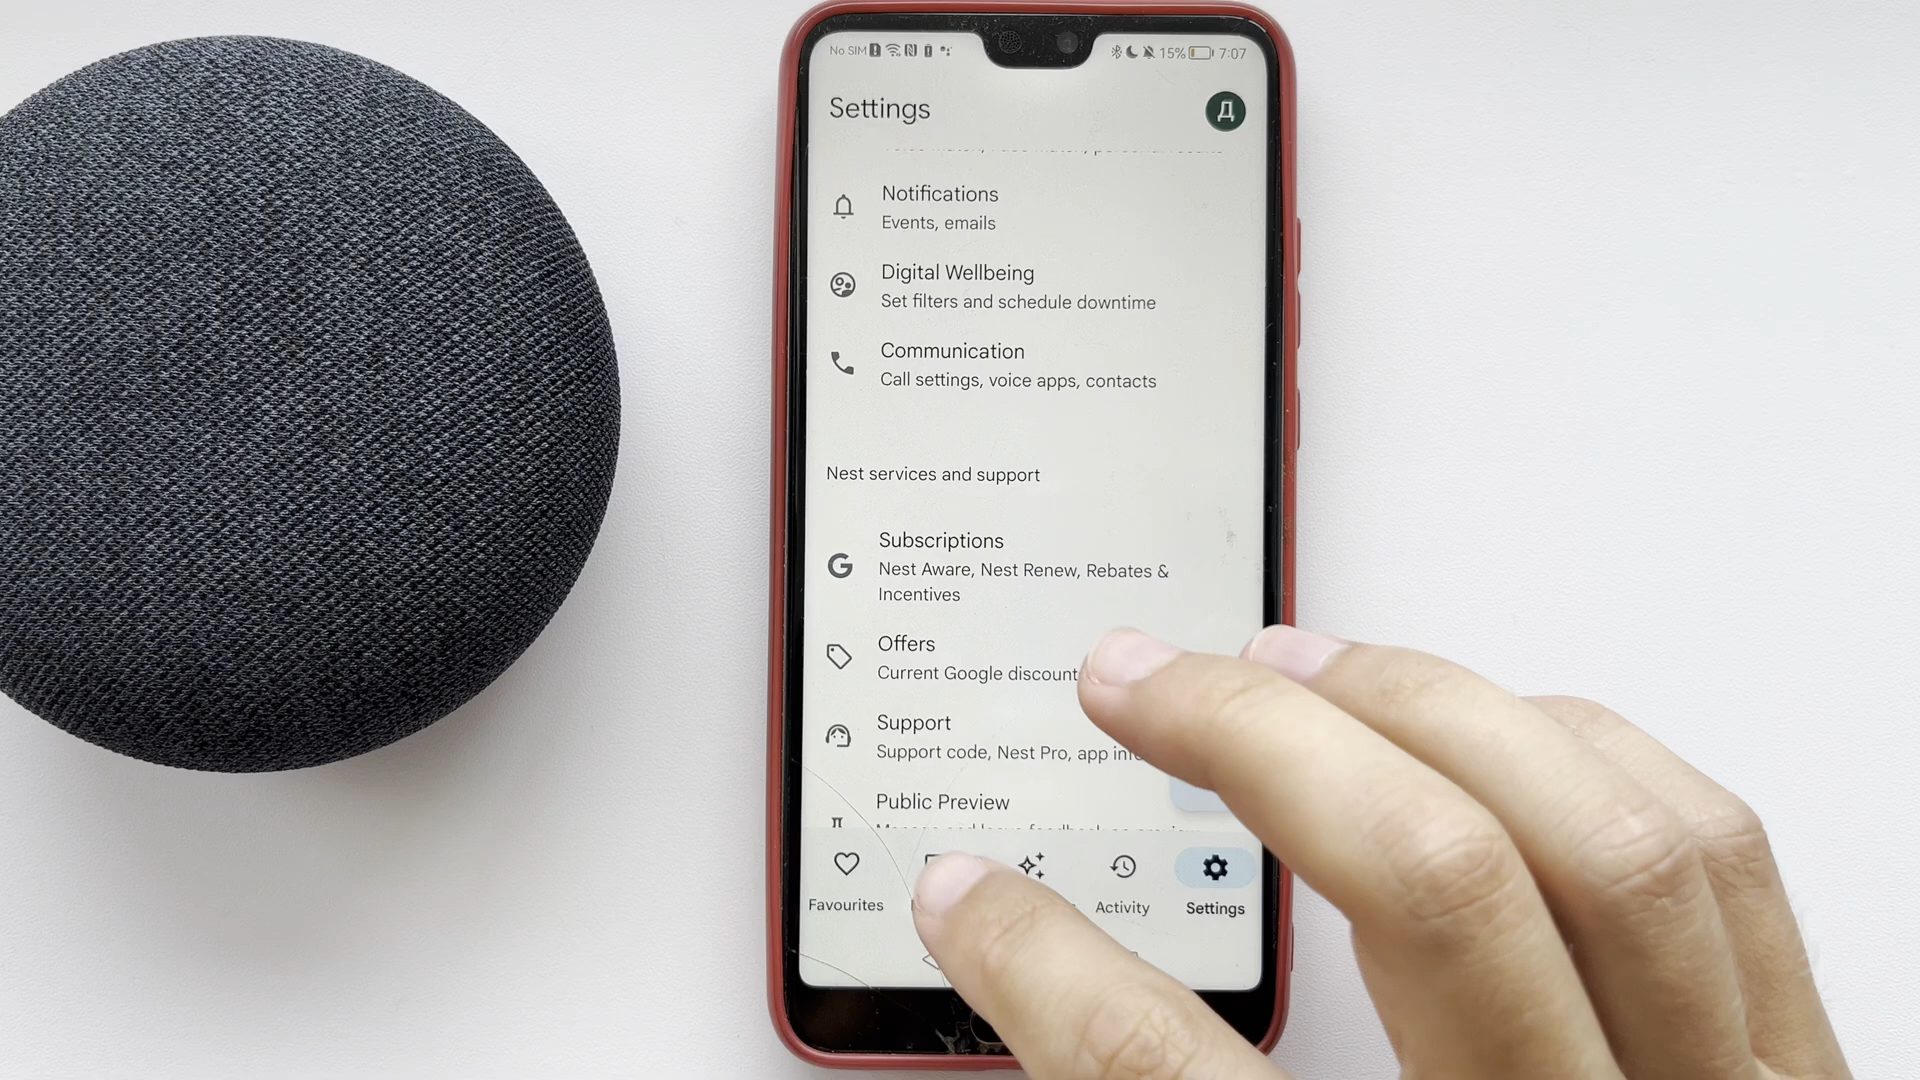 No SIM 15% 7:07
Settings
Д
Notifications
Events, emails
Digital Wellbeing
Set filters and schedule downtime
Communication
Call settings, voice apps, contacts
Nest services and support
Subscriptions
G
Nest Aware, Nest Renew, Rebates &
Incentives
Offers
Current Google discount
Support
Support code, Nest Pro, app
Public Preview
Favourites Activity Settings